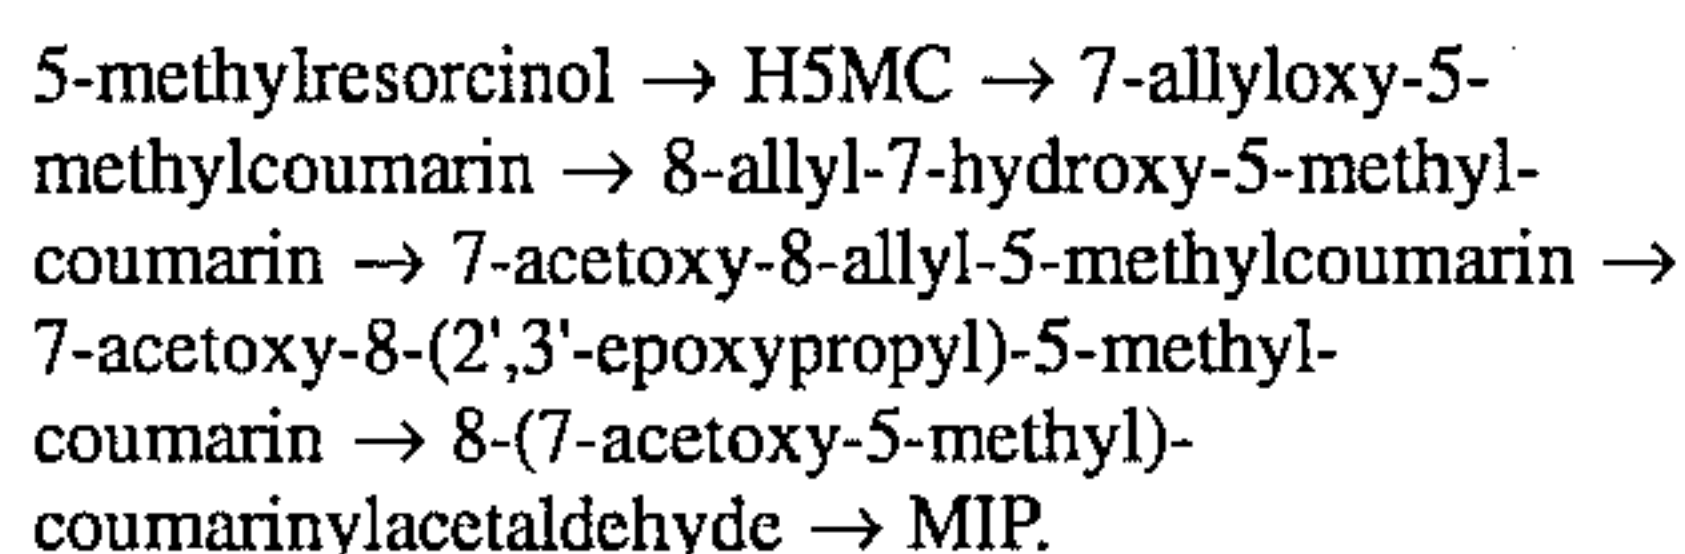 5-methylresorcinol → H5MC → 7-allyloxy-5-
methylcoumarin → 8-allyl-7-hydroxy-5-methyl-
coumarin → 7-acetoxy-8-allyl-5-methylcoumarin →
7-acetoxy-8-(2',3'-epoxypropyl)-5-methyl-
coumarin → 8-(7-acetoxy-5-methyl)-
coumarinylacetaldehyde → MIP.